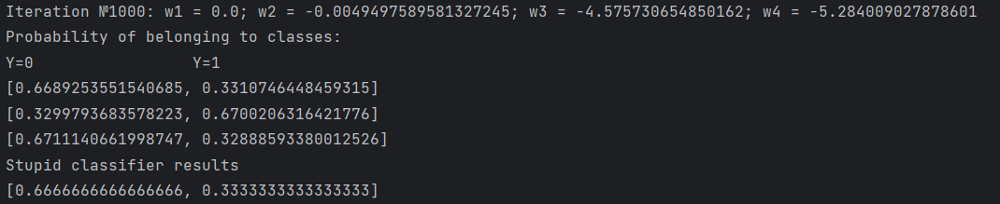 Iteration №1000: w1 = 0.0; w2 = -0.0049497589581327245; w3 = -4.575730654850162; w4 = -5.284009027878601
Probability of belonging to classes:
Y=0 Y=1
[0.6689253551540685, 0.3310746448459315]
[0.3299793683578223, 0.6700206316421776]
[0.6711140661998747, 0.32888593380012526]
Stupid classifier results
[0.6666666666666666, 0.3333333333333333]